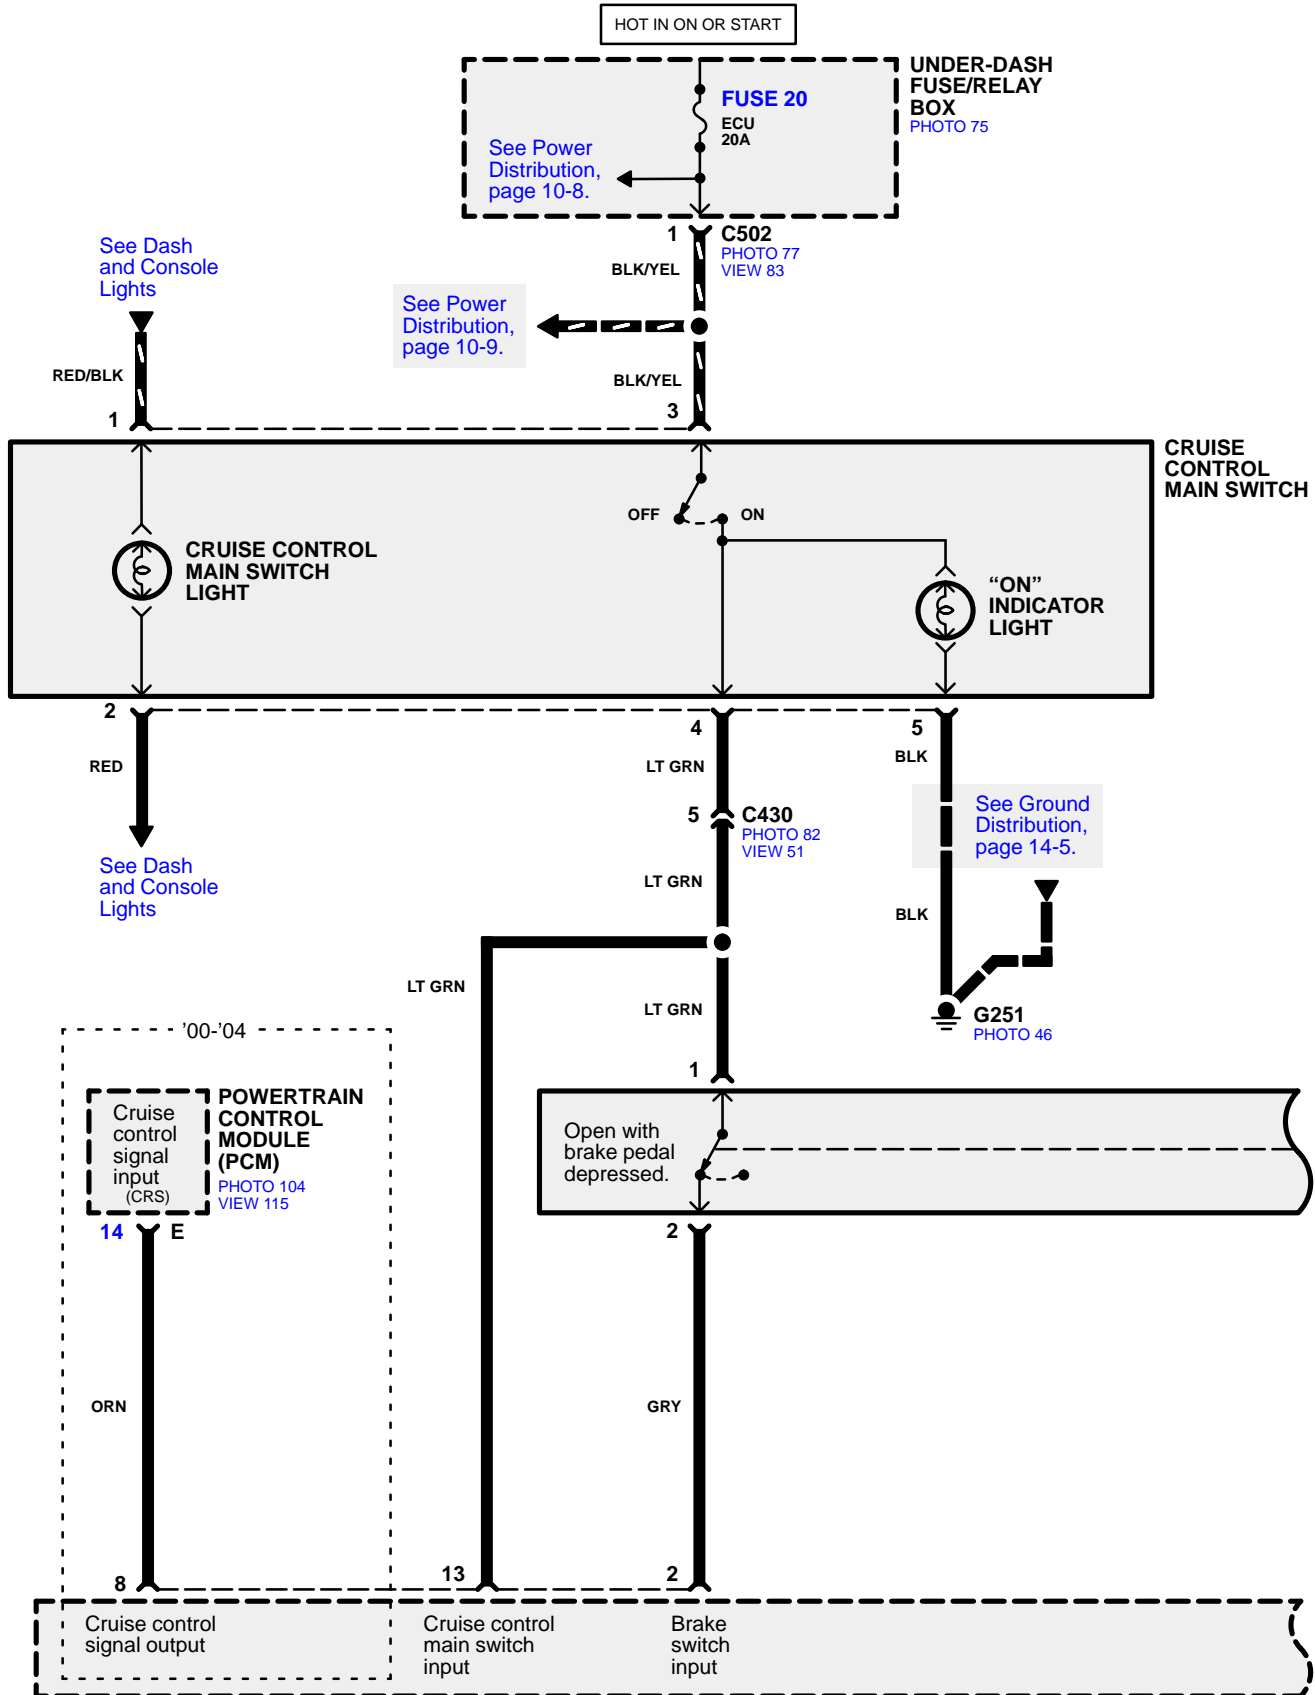 HOT IN ON OR START
UNDER-DASH
FUSE/RELAY
BOX
PHOTO 75
FUSE 20
ECU
20A
See Power
Distribution,
page 10-8.
1
C502
PHOTO 77
VIEW 83
BLK/YEL
See Dash
and Console
Lights
See Power
Distribution,
page 10-9.
RED/BLK
BLK/YEL
1
3
CRUISE
CONTROL
MAIN SWITCH
OFF
ON
CRUISE CONTROL
MAIN SWITCH
LIGHT
“ON”
INDICATOR
LIGHT
2
4
5
RED
LT GRN
BLK
See Dash
and Console
Lights
5
C430
PHOTO 82
VIEW 51
See Ground
Distribution,
page 14-5.
LT GRN
BLK
LT GRN
LT GRN
G251
PHOTO 46
’00-’04
1
Cruise
control
signal
input
(CRS)
POWERTRAIN
CONTROL
MODULE
(PCM)
PHOTO 104
VIEW 115
Open with
brake pedal
depressed.
14
E
2
ORN
GRY
8
13
2
Cruise control
signal output
Cruise control
main switch
input
Brake
switch
input